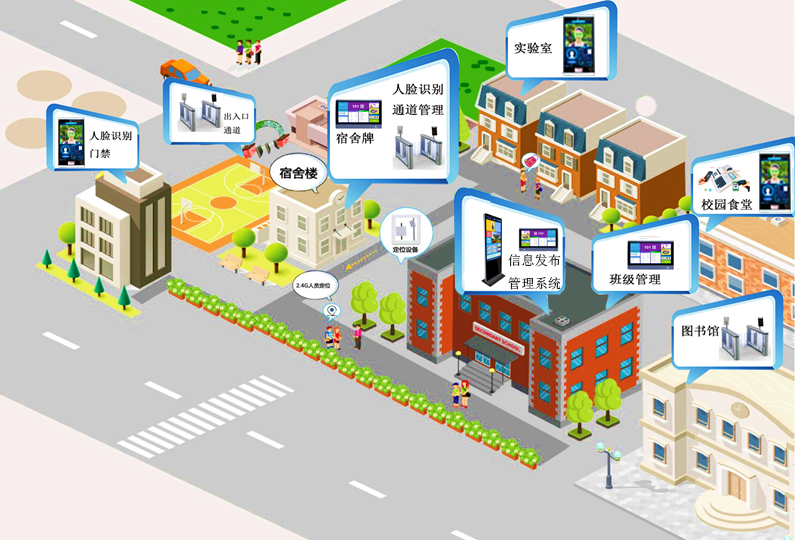 实验室
人脸识别
通道管理
宿舍牌
101 班
出入口
通道
人脸识别
门禁
宿舍楼
校园食堂
定位设备
信息发布
管理系统
班级管理
2.4G人员定位
图书馆
SECONDARY SCHOOL